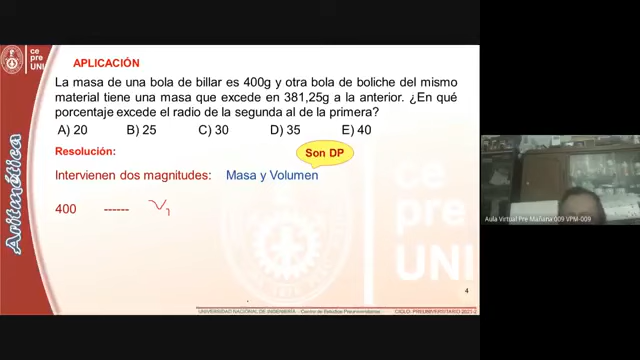 ce
pre
UNI
APLICACIÓN
La masa de una bola de billar es 400g y otra bola de boliche del mismo
material tiene una masa que excede en 381,25g a la anterior. ¿En qué
porcentaje excede el radio de la segunda al de la primera?
A) 20 B) 25 C) 30 D) 35 E) 40
Resolución:
Son DP
Intervienen dos magnitudes: Masa y Volumen
400 ------ V1
Aritmética
ce
pre
UNI
4
UNIVERSIDAD NACIONAL DE INGENIERÍA - Centro de Estudios Preuniversitarios CICLO: PREUNIVERSITARIO 2021-2
Aula Virtual Pre Mañana 009 VPM-009